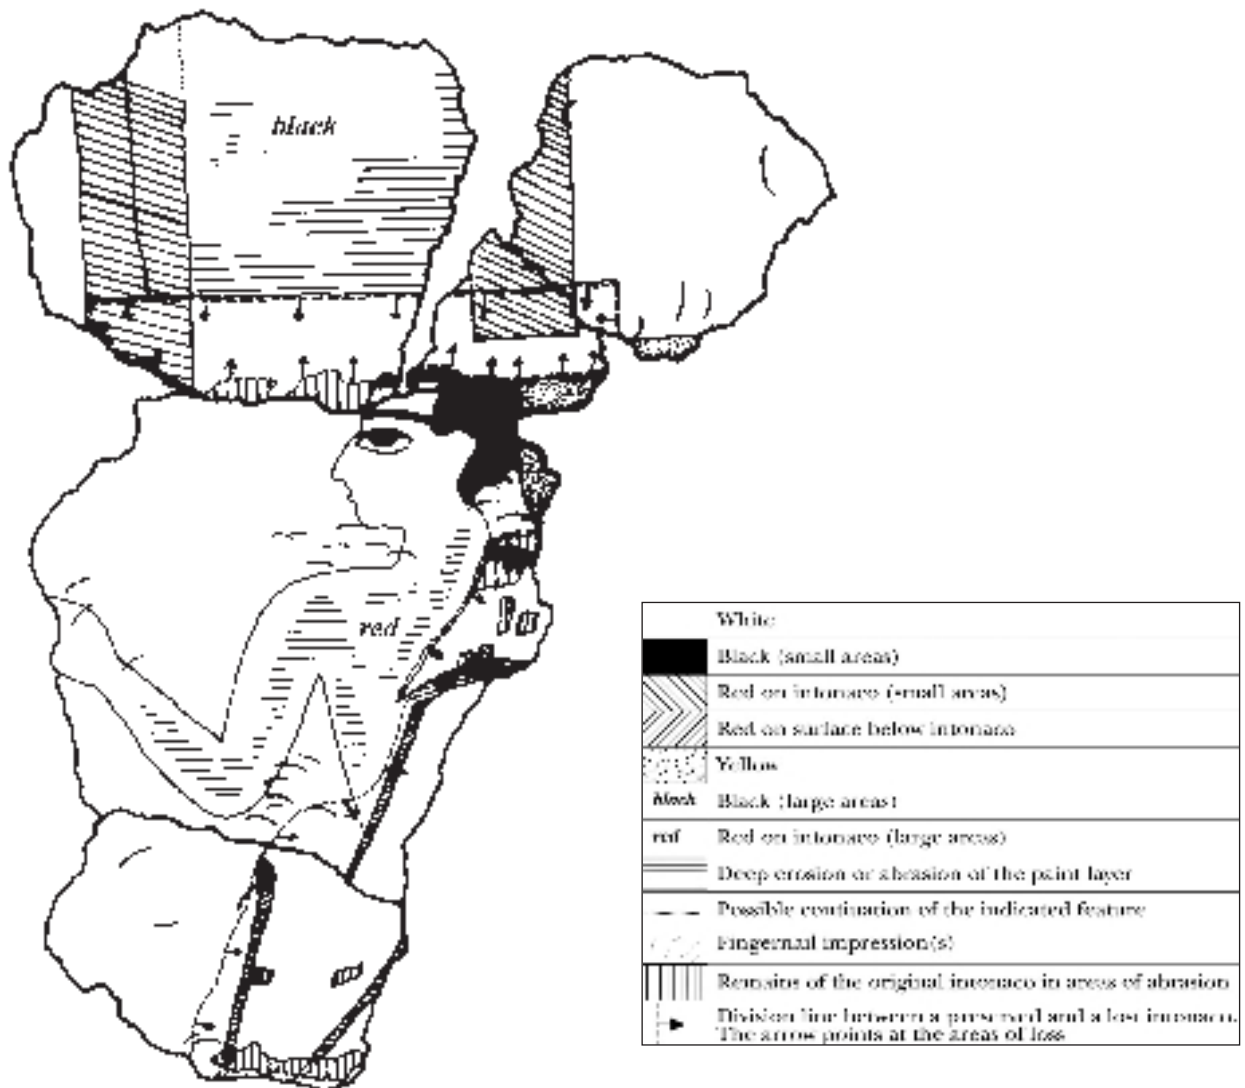 black
red
White
Black (small areas)
Red on intonaco (small areas)
Red on surface below intonaco
Yellow
black Black (large areas)
red Red on intonaco (large areas)
Deep erosion or abrasion of the paint layer
Possible continuation of the indicated feature
Fingernail impression(s)
Remains of the original intonaco in areas of abrasion
Division line between a preserved and a lost intonaco.
The arrow points at the areas of loss